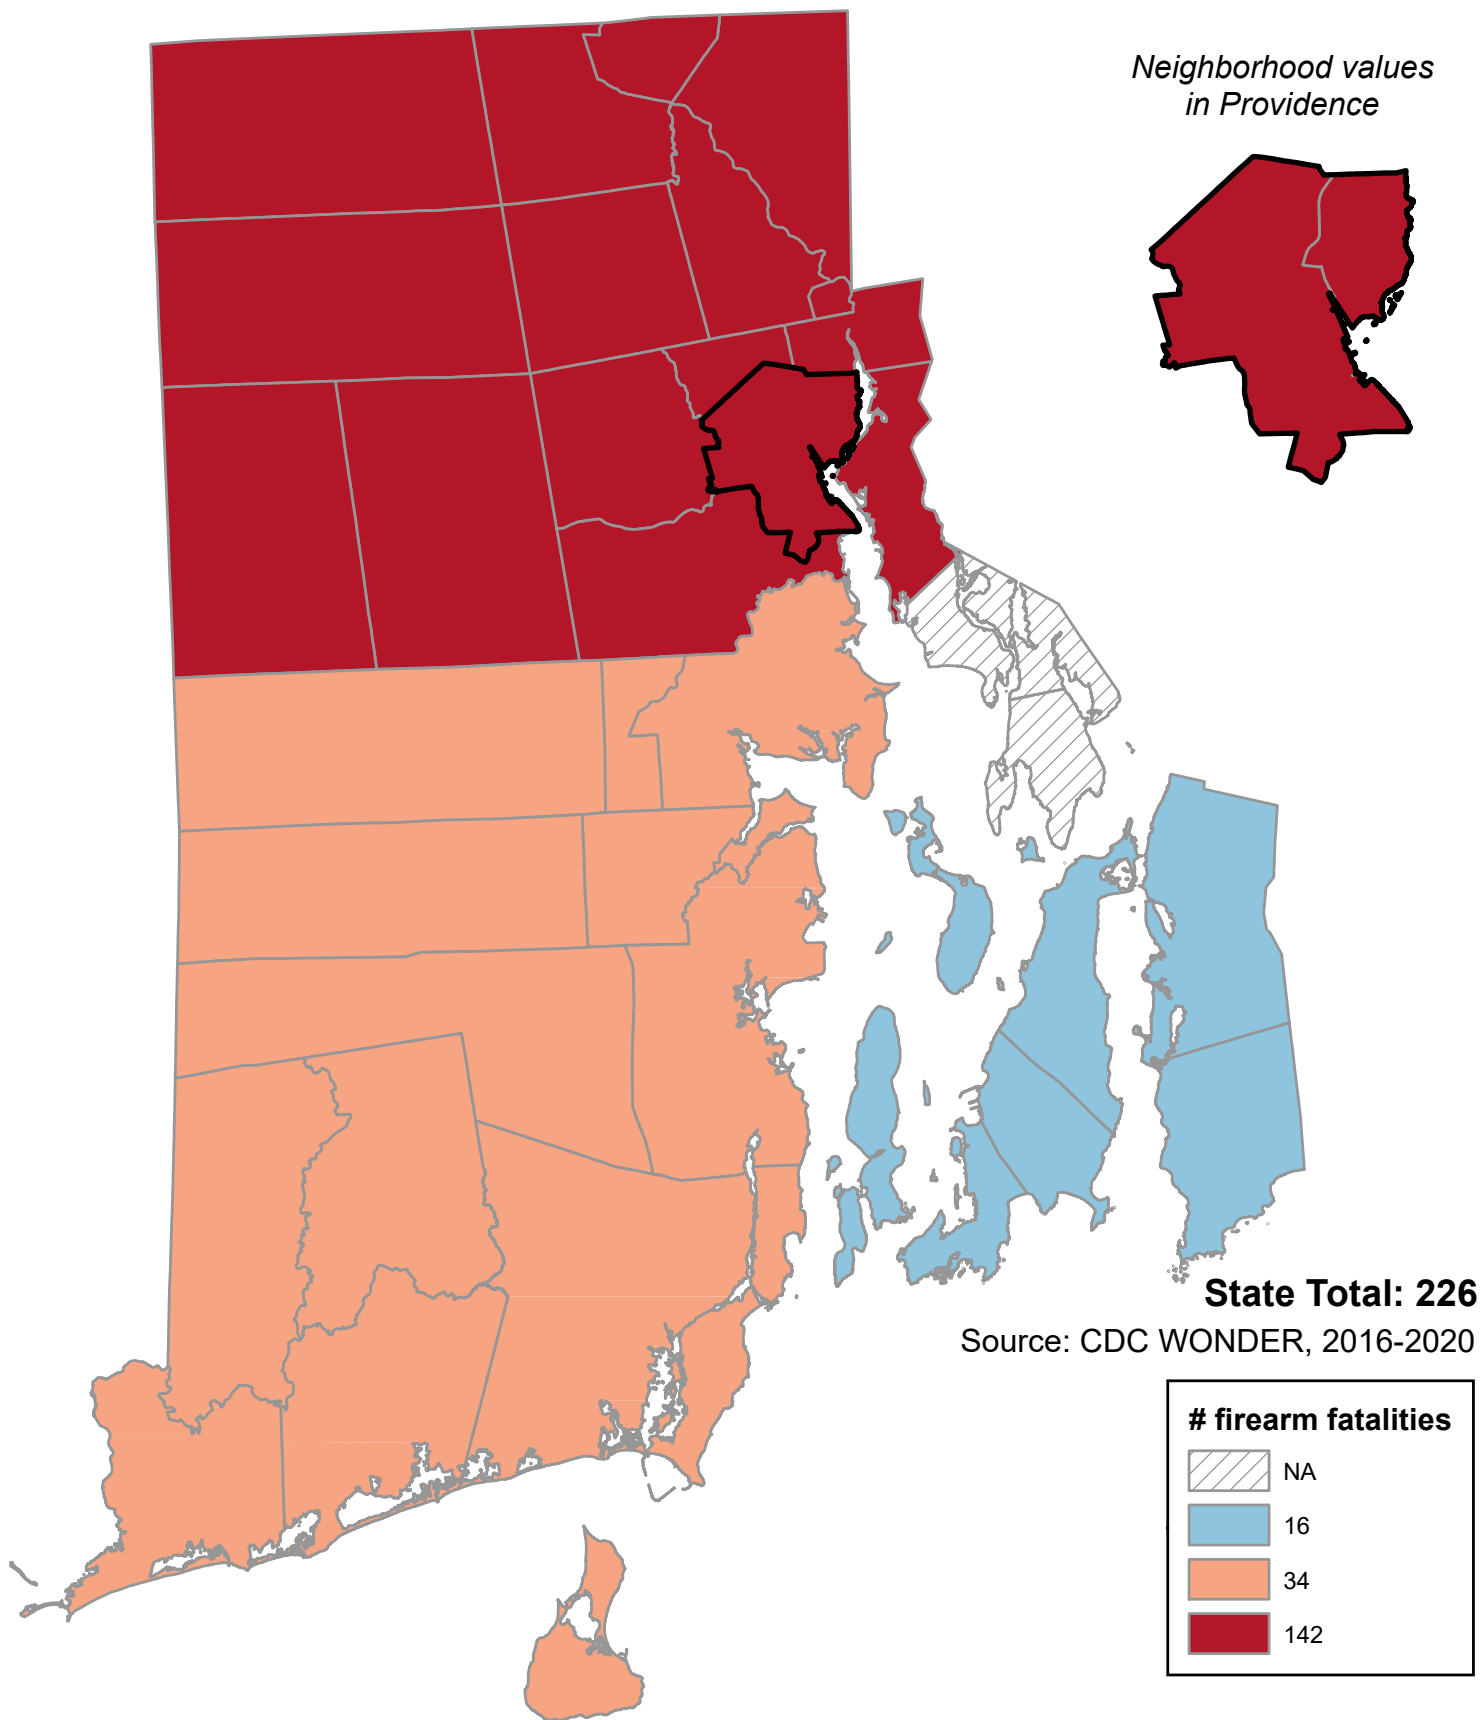 Neighborhood values
in Providence
State Total: 226
Source: CDC WONDER, 2016-2020
# firearm fatalities
NA
16
34
142